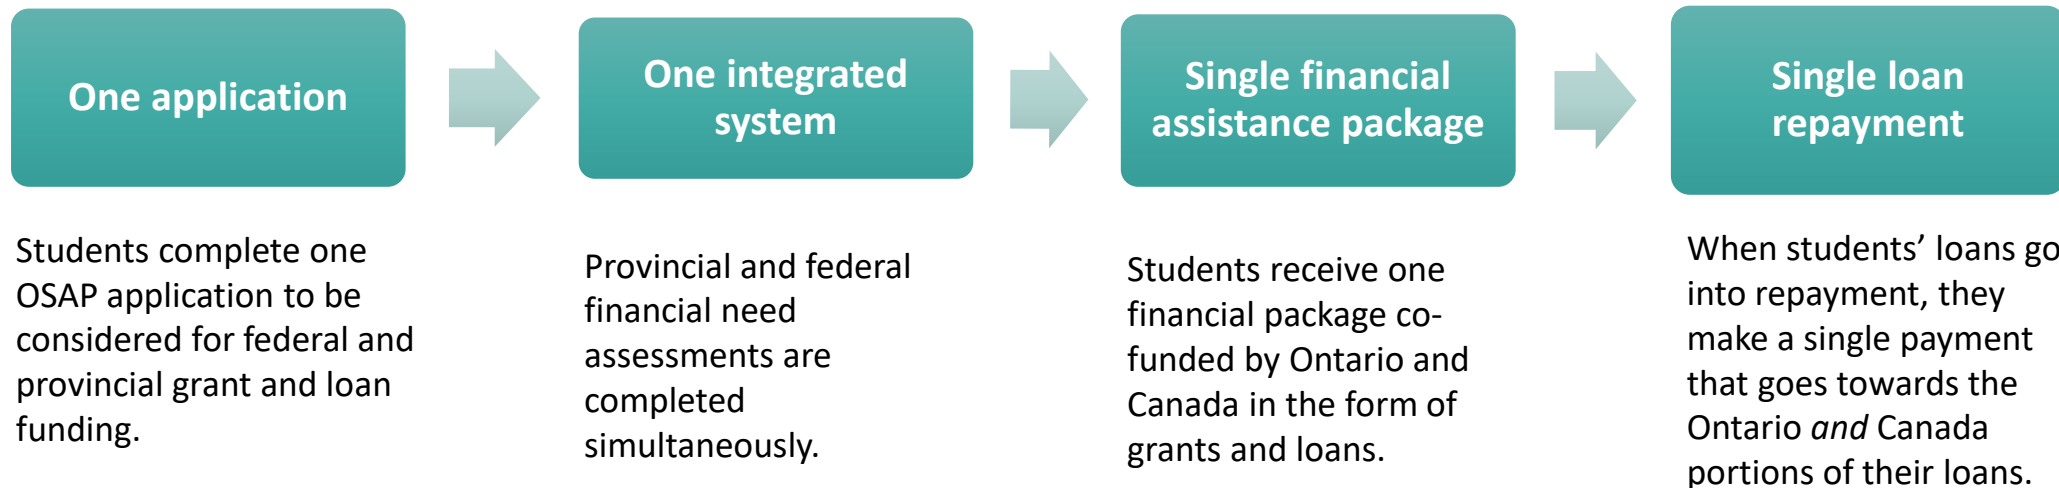 One application
Students complete one
OSAP application to be
considered for federal and
provincial grant and loan
funding.
One integrated
system
Provincial and federal
financial need
assessments are
completed
simultaneously.
Single financial
assistance package
Students receive one
financial package co-
funded by Ontario and
Canada in the form of
grants and loans.
Single loan
repayment
When students’ loans go
into repayment, they
make a single payment
that goes towards the
Ontario and Canada
portions of their loans.